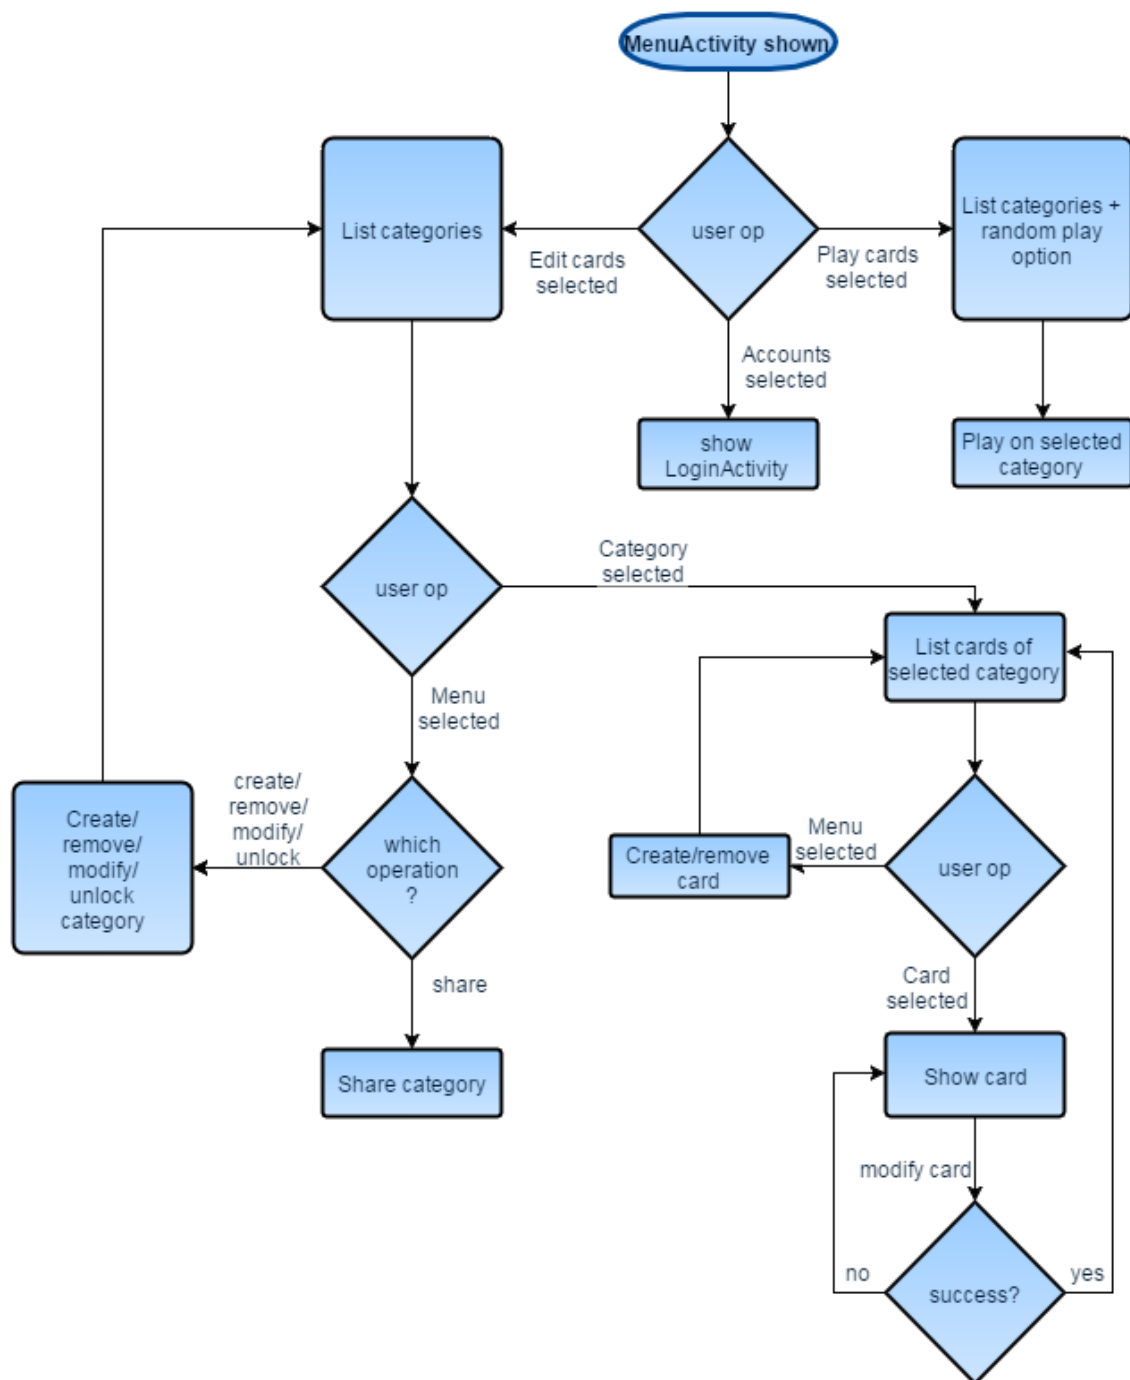 MenuActivity shown
List categories
user op
List categories +
random play
option
Edit cards
selected
Play cards
selected
Accounts
selected
show
LoginActivity
Play on selected
category
user op
Category
selected
List cards of
selected category
Menu
selected
create/
remove/
modify/
unlock
Create/
remove/
modify/
unlock
category
which
operation
?
Menu
selected
Create/remove
card
user op
share
Card
selected
Share category
Show card
modify card
no
yes
success?